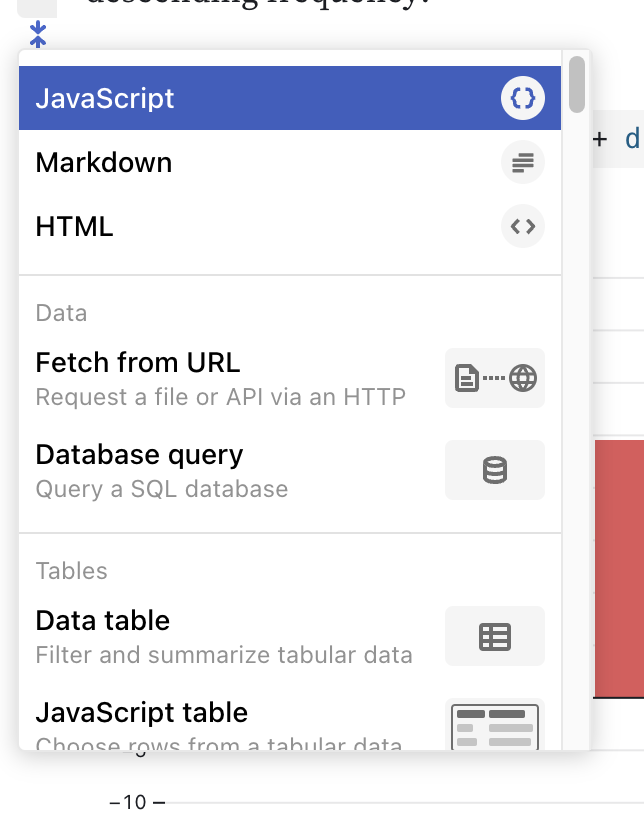 descending frequency.
JavaScript
Markdown
HTML
+ d
Data
Fetch from URL
Request a file or API via an HTTP
Database query
Query a SQL database
Tables
Data table
Filter and summarize tabular data
JavaScript table
Choose rows from a tabular data
−10